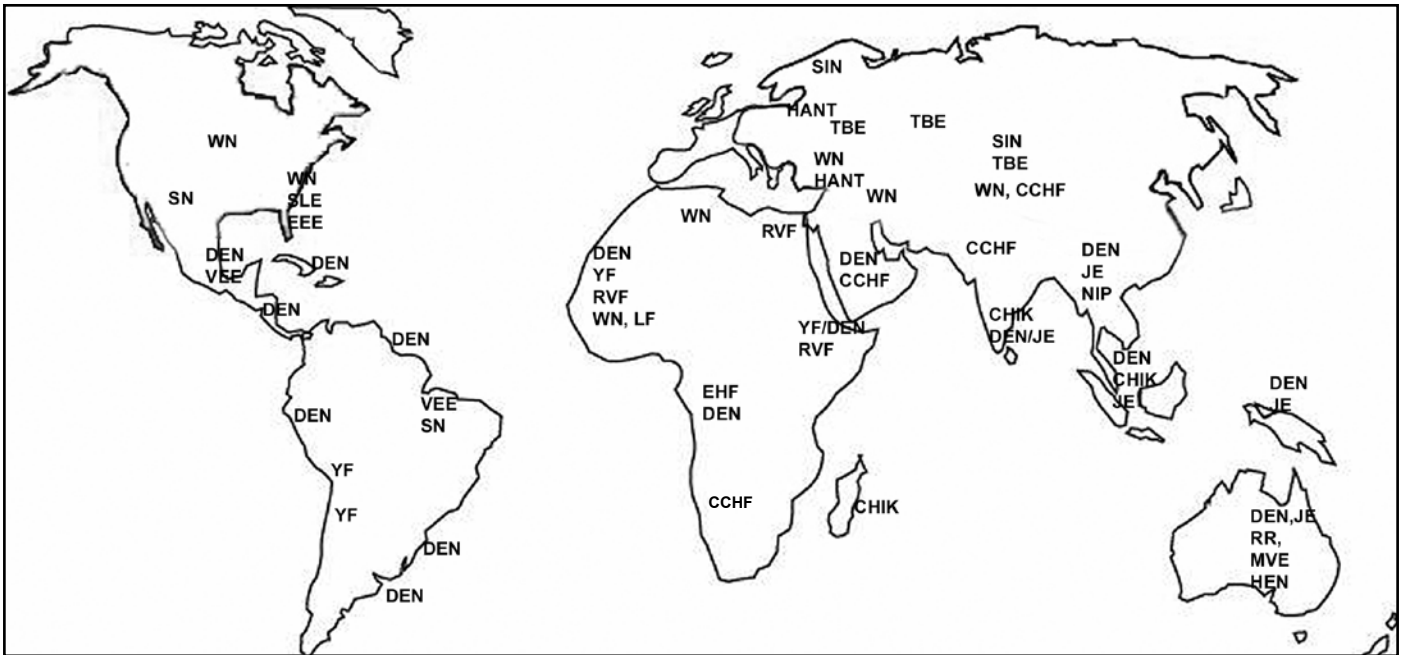 WN
SN
WN
SLE
EEE
DEN
VEE
DEN
DEN
DEN
DEN
VEE
SN
YF
YF
DEN
DEN
SIN
HANT
TBE
TBE
WN
HANT
WN
SIN
TBE
WN, CCHF
WN
RVF
DEN
YF
RVF
WN, LF
DEN
CCHF
YF/DEN
RVF
EHF
DEN
CCHF
CHIK
CCHF
DEN
JE
NIP
CHIK
DEN/JE
DEN
CHIK
JE
DEN
JE
DEN,JE
RR,
MVE
HEN